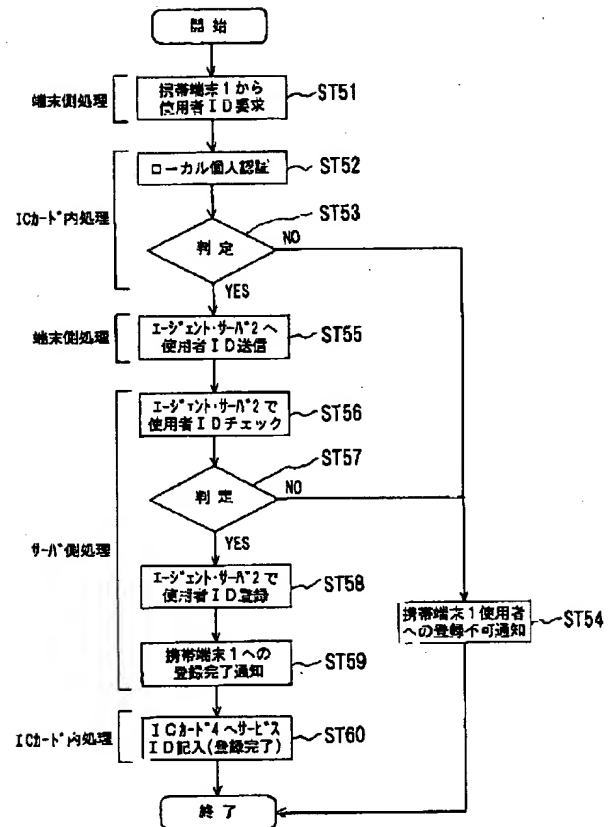 開始
端末側処理
携帯端末1から
使用者ID要求
ST51
ICカード内処理
ローカル個人認証
ST52
判定
ST53
NO
YES
端末側処理
エージェント・サーバ2へ
使用者ID送信
ST55
サーバ側処理
エージェント・サーバ2で
使用者IDチェック
ST56
判定
ST57
NO
YES
エージェント・サーバ2で
使用者ID登録
ST58
携帯端末1使用者
への登録不可通知
ST54
携帯端末1への
登録完了通知
ST59
ICカード内処理
ICカード4へサービス
ID記入(登録完了)
ST60
終了